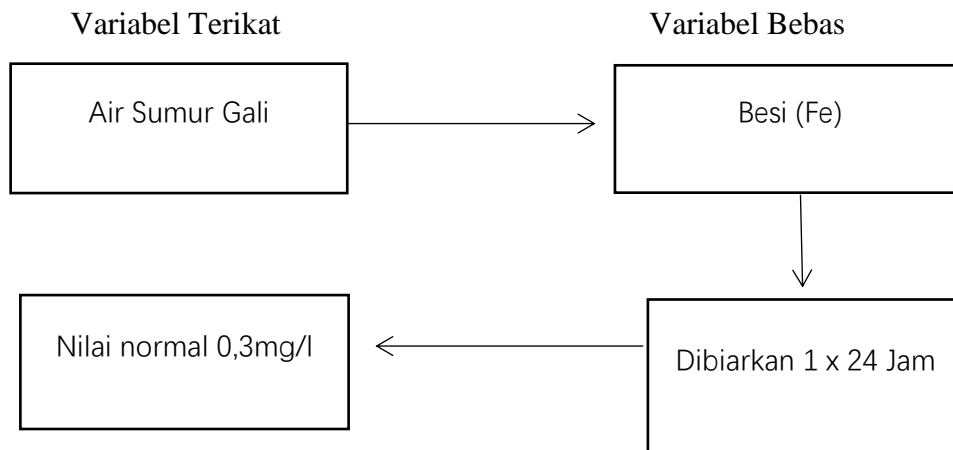 Variabel Terikat
Variabel Bebas
Air Sumur Gali
Besi (Fe)
Nilai normal 0,3mg/l
Dibiarkan 1 x 24 Jam